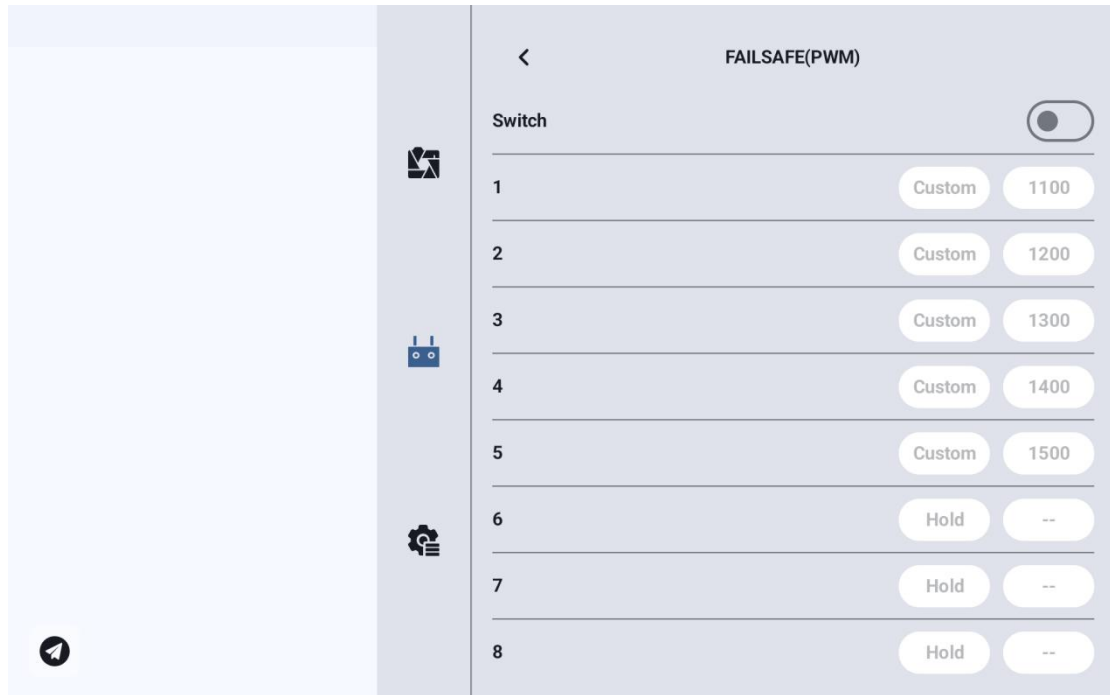 FAILSAFE(PWM)
Switch
1 Custom 1100
2 Custom 1200
3 Custom 1300
4 Custom 1400
5 Custom 1500
6 Hold --
7 Hold --
8 Hold --